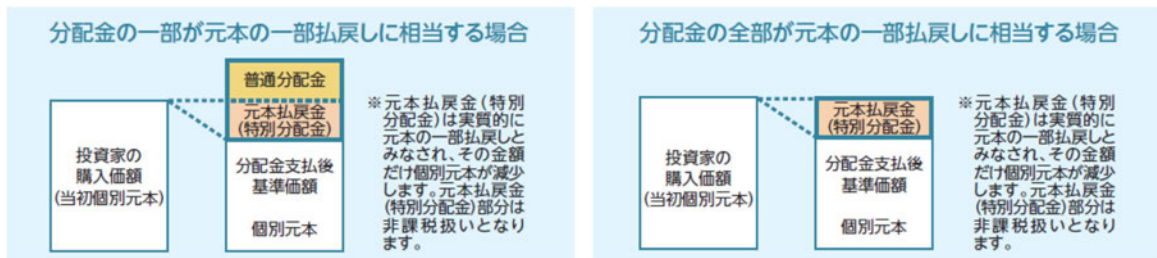 分配金の一部が元本の一部払戻しに相当する場合
普通分配金
元本払戻金
(特別分配金)
投資家の
購入価額
(当初個別元本)
分配金支払後
基準価額
個別元本
※元本払戻金(特別
分配金)は実質的に
元本の一部払戻しと
みなされ、その金額
だけ個別元本が減少
します。元本払戻金
(特別分配金)部分は
非課税扱いとなり
ます。
分配金の全部が元本の一部払戻しに相当する場合
元本払戻金
(特別分配金)
投資家の
購入価額
(当初個別元本)
分配金支払後
基準価額
個別元本
※元本払戻金(特別
分配金)は実質的に
元本の一部払戻しと
みなされ、その金額
だけ個別元本が減少
します。元本払戻金
(特別分配金)部分は
非課税扱いとなり
ます。